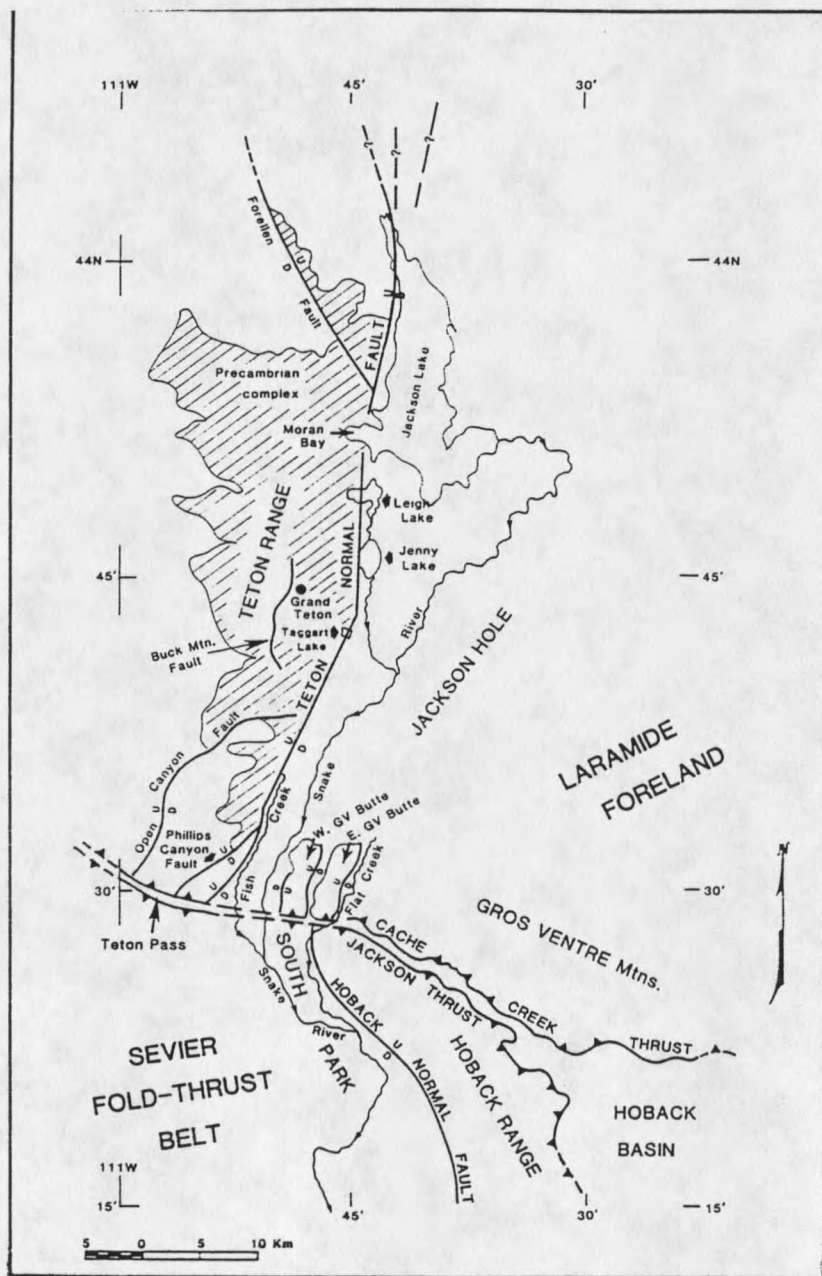 111W
45'
30'
?
?
?
Forellen
Fault
U
D
44N
44N
U
D
FAULT
Jackson Lake
Precambrian
complex
Moran
Bay
Leigh
Lake
Jenny
Lake
NORMAL
TETON RANGE
45'
45'
Grand
Teton
Taggart
Lake
Buck Mtn.
Fault
River
JACKSON HOLE
TETON
Open Canyon Fault
U
D
U
D
Snake
LARAMIDE
FORELAND
Creek
W. GV Butte
E. GV Butte
Phillips
Canyon
Fault
U
D
U
D
Fish
D
U
U
D
U
D
Flat Creek
30'
30'
Teton Pass
N
GROS VENTRE Mtns.
CACHE
CREEK
THRUST
JACKSON THRUST
SOUTH
PARK
Snake
River
HOBACK
NORMAL
FAULT
U
D
HOBACK RANGE
SEVIER
FOLD-THRUST
BELT
HOBACK
BASIN
111W
15'
45'
30'
15'
5 0 5 10 Km